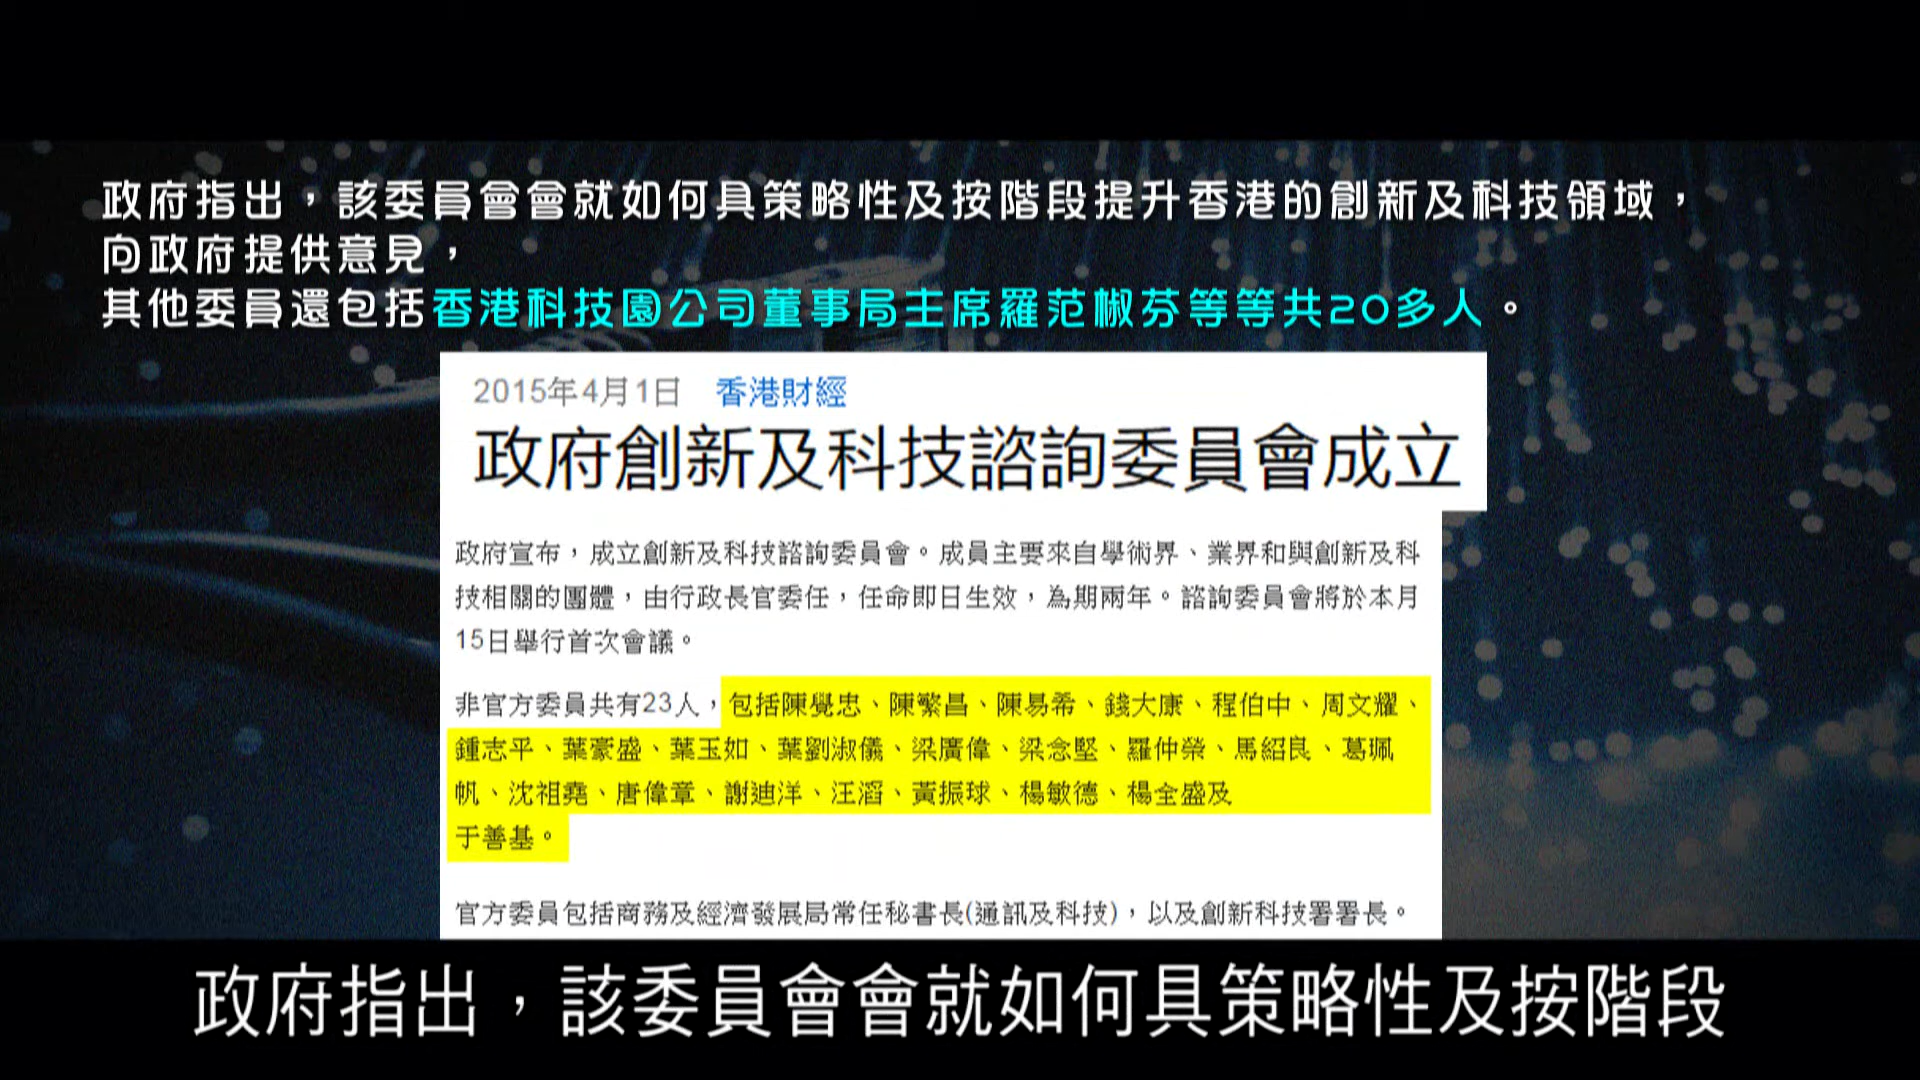 政府指出，該委員會會就如何具策略性及按階段提升香港的創新及科技領域，
向政府提供意見，
其他委員還包括香港科技園公司董事局主席羅范椒芬等等共20多人。
2015年4月1日 香港財經
政府創新及科技諮詢委員會成立
政府宣布，成立創新及科技諮詢委員會。成員主要來自學術界、業界和與創新及科
技相關的團體，由行政長官委任，任命即日生效，為期兩年。諮詢委員會將於本月
15日舉行首次會議。
非官方委員共有23人，包括陳覺忠、陳繁昌、陳易希、錢大康、程伯中、周文耀、
鍾志平、葉豪盛、葉玉如、葉劉淑儀、梁廣偉、梁念堅、羅仲榮、馬紹良、葛珮
帆、沈祖堯、唐偉章、謝迪洋、汪滔、黃振球、楊敏德、楊全盛及
于善基。
官方委員包括商務及經濟發展局常任秘書長(通訊及科技)，以及創新科技署署長。
政府指出，該委員會會就如何具策略性及按階段